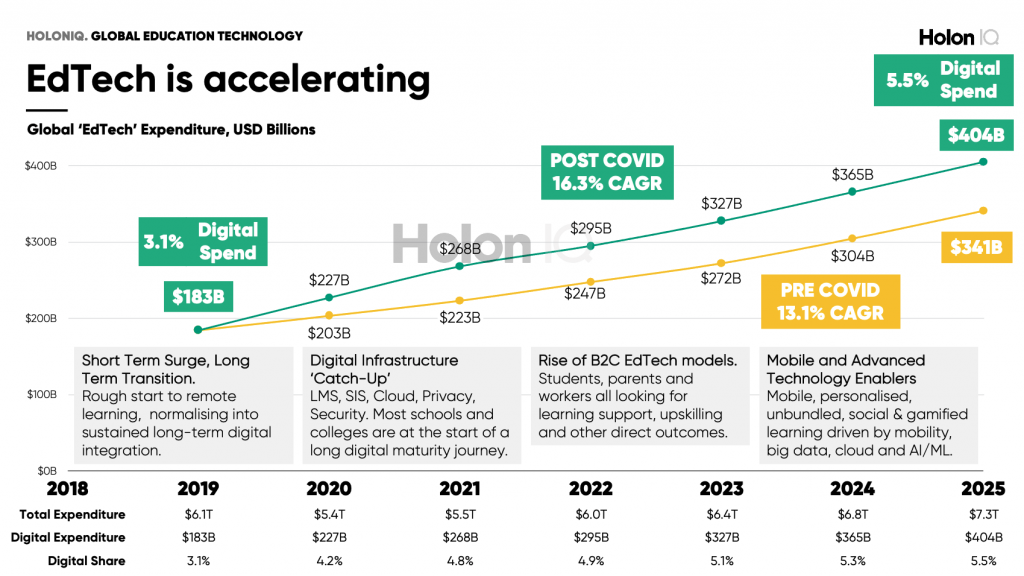 HOLONIQ. GLOBAL EDUCATION TECHNOLOGY
Holon IQ
EdTech is accelerating
5.5% Digital Spend
Global ‘EdTech’ Expenditure, USD Billions
$404B
$400B
POST COVID
16.3% CAGR
$365B
$327B
3.1% Digital Spend
$295B
Holon IQ
$300B
$268B
$341B
$304B
$227B
$272B
$183B
$247B
PRE COVID
13.1% CAGR
$223B
$200B
$203B
Short Term Surge, Long
Term Transition.
Rough start to remote
learning, normalising into
sustained long-term digital
integration.
Digital Infrastructure
‘Catch-Up’
LMS, SIS, Cloud, Privacy,
Security. Most schools and
colleges are at the start of a
long digital maturity journey.
Rise of B2C EdTech models.
Students, parents and
workers all looking for
learning support, upskilling
and other direct outcomes.
Mobile and Advanced
Technology Enablers
Mobile, personalised,
unbundled, social & gamified
learning driven by mobility,
big data, cloud and AI/ML.
$100B
$0B
2018 2019 2020 2021 2022 2023 2024 2025
Total Expenditure $6.1T $5.4T $5.5T $6.0T $6.4T $6.8T $7.3T
Digital Expenditure $183B $227B $268B $295B $327B $365B $404B
Digital Share 3.1% 4.2% 4.8% 4.9% 5.1% 5.3% 5.5%